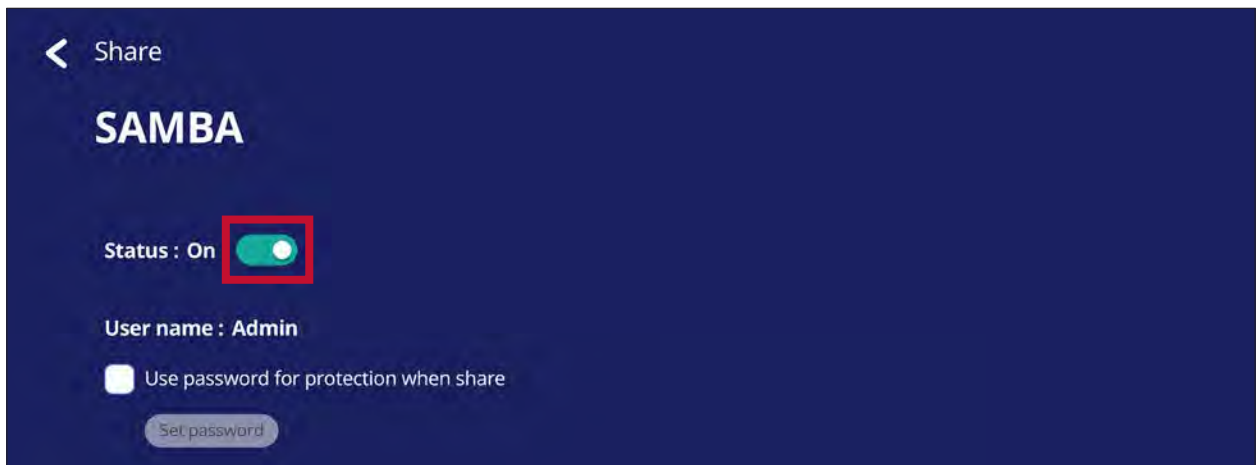 Share
SAMBA
Status : On
User name : Admin
Use password for protection when share
Set password